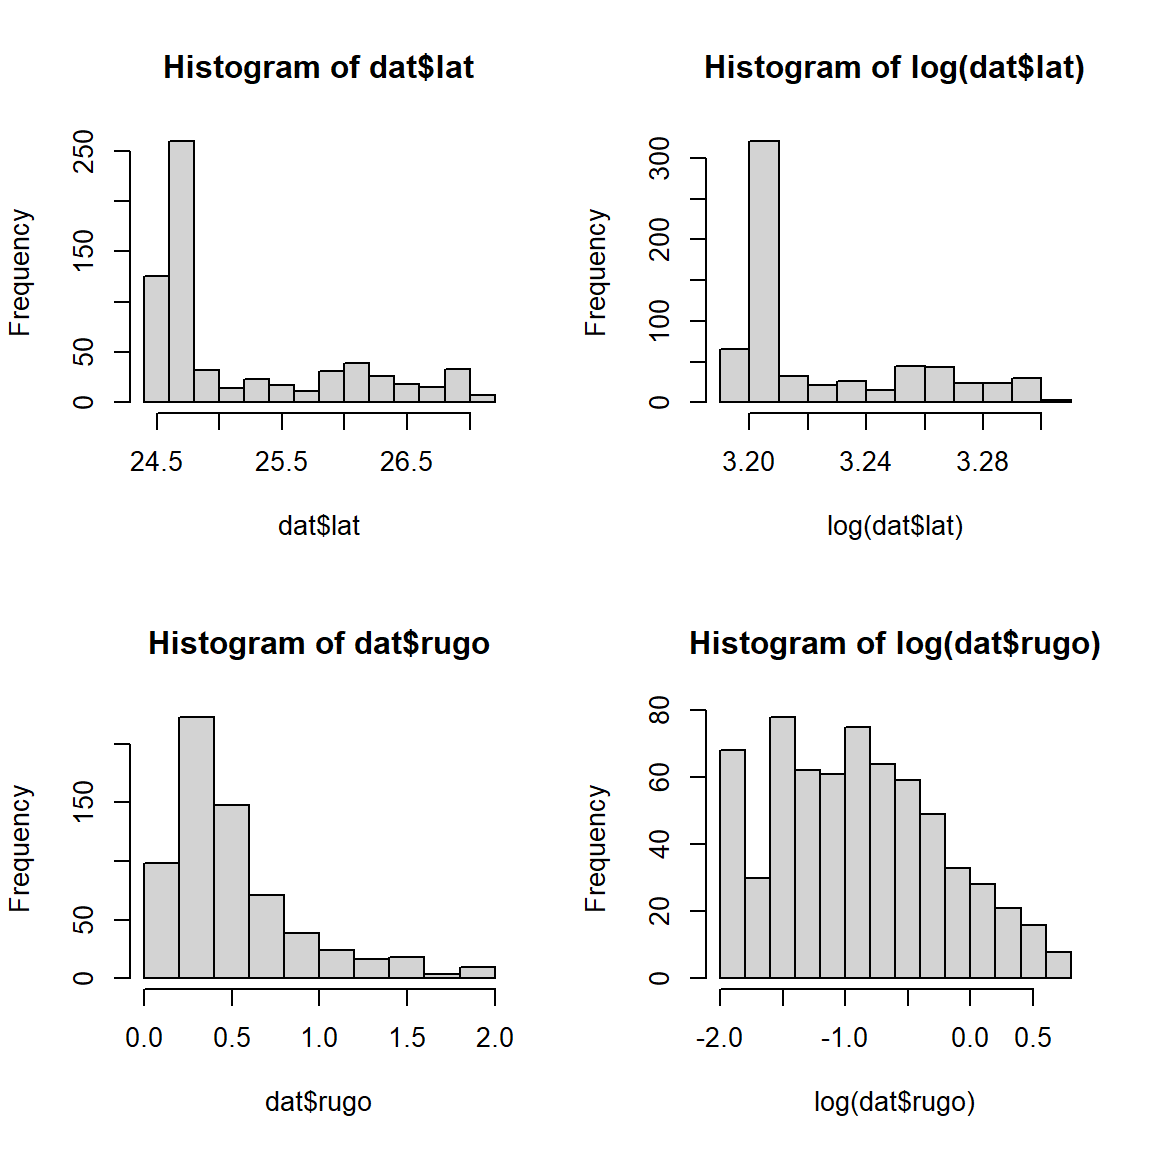 Histogram of dat$lat
Frequency
0
50
150
250
24.5 25.5 26.5
dat$lat
Histogram of log(dat$lat)
Frequency
0
100
200
300
3.20 3.24 3.28
log(dat$lat)
Histogram of dat$rugo
Frequency
0
50
150
0.0 0.5 1.0 1.5 2.0
dat$rugo
Histogram of log(dat$rugo)
Frequency
0
20
40
60
80
-2.0 -1.0 0.0 0.5
log(dat$rugo)